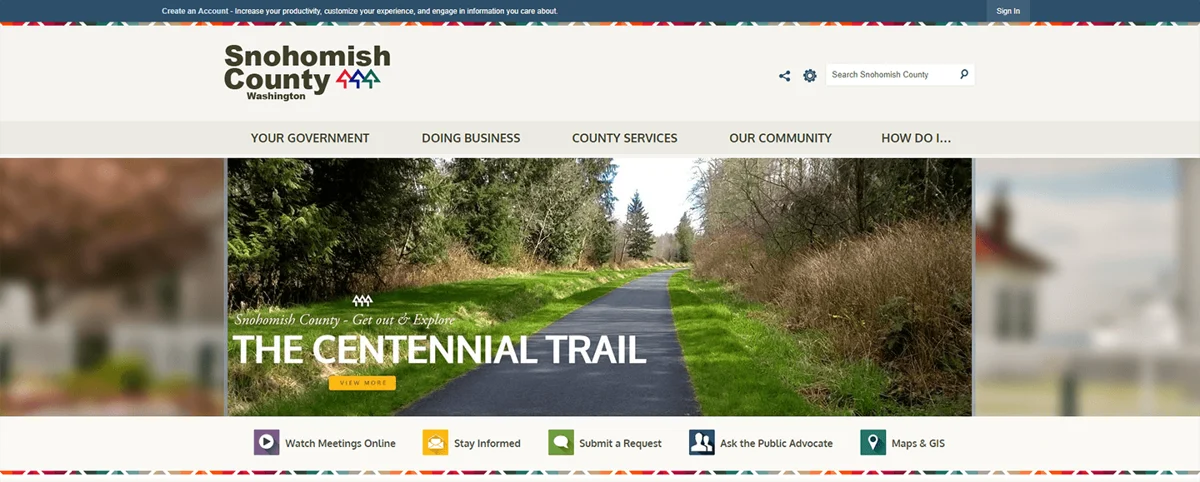 Create an Account - Increase your productivity, customize your experience, and engage in information you care about.
Sign In
Snohomish
County
Washington
Search Snohomish County
YOUR GOVERNMENT
DOING BUSINESS
COUNTY SERVICES
OUR COMMUNITY
HOW DO I...
Snohomish County - Get out & Explore
THE CENTENNIAL TRAIL
VIEW MORE
Watch Meetings Online
Stay Informed
Submit a Request
Ask the Public Advocate
Maps & GIS